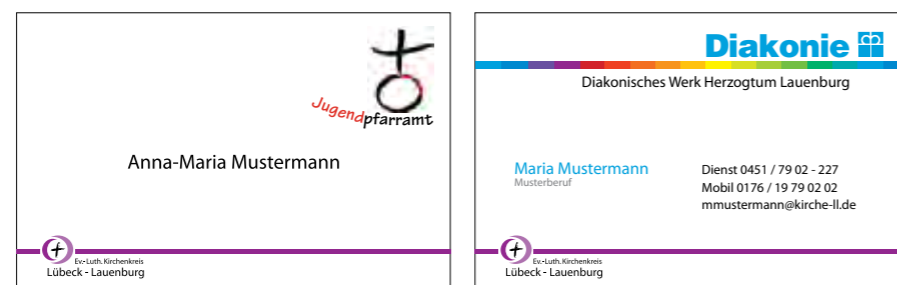 Jugendpfarramt
Anna-Maria Mustermann
Ev.-Luth. Kirchenkreis
Lübeck - Lauenburg
Diakonie
Diakonisches Werk Herzogtum Lauenburg
Maria Mustermann
Musterberuf
Dienst 0451 / 79 02 - 227
Mobil 0176 / 19 79 02 02
mmustermann@kirche-ll.de
Ev.-Luth. Kirchenkreis
Lübeck - Lauenburg